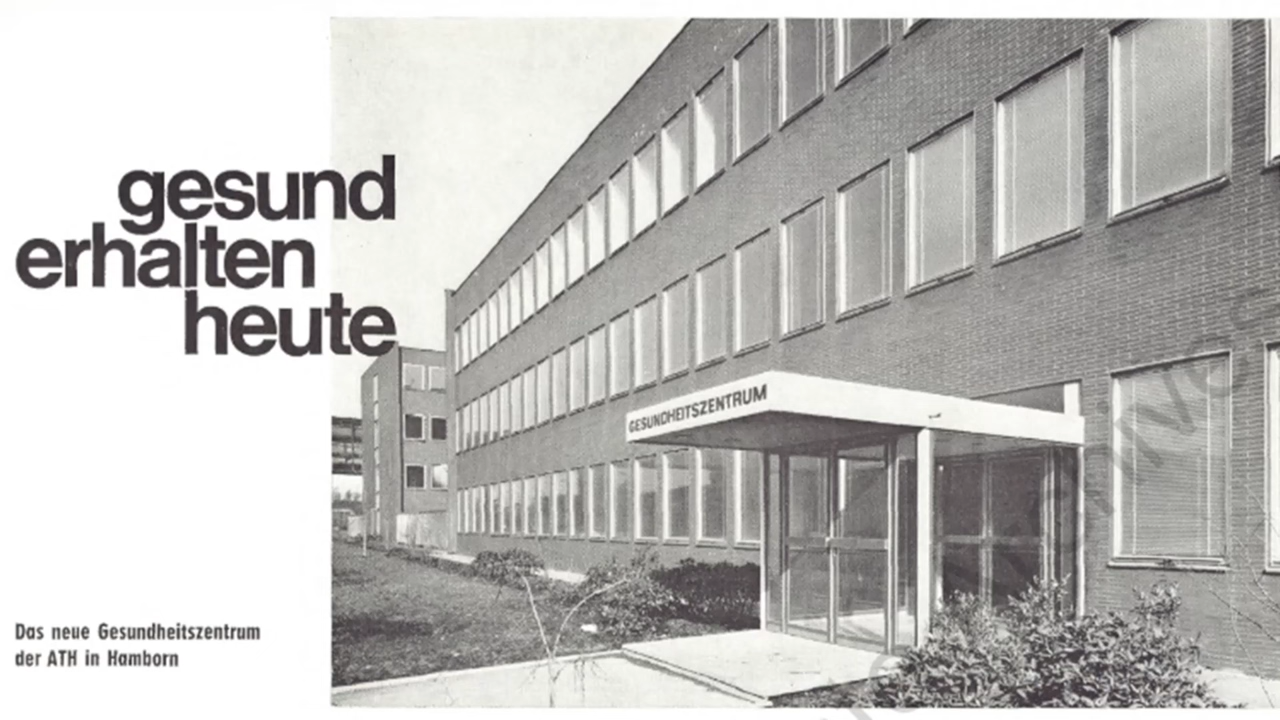 gesund
erhalten
heute
GESUNDHEITSZENTRUM
Das neue Gesundheitszentrum
der ATH in Hamborn